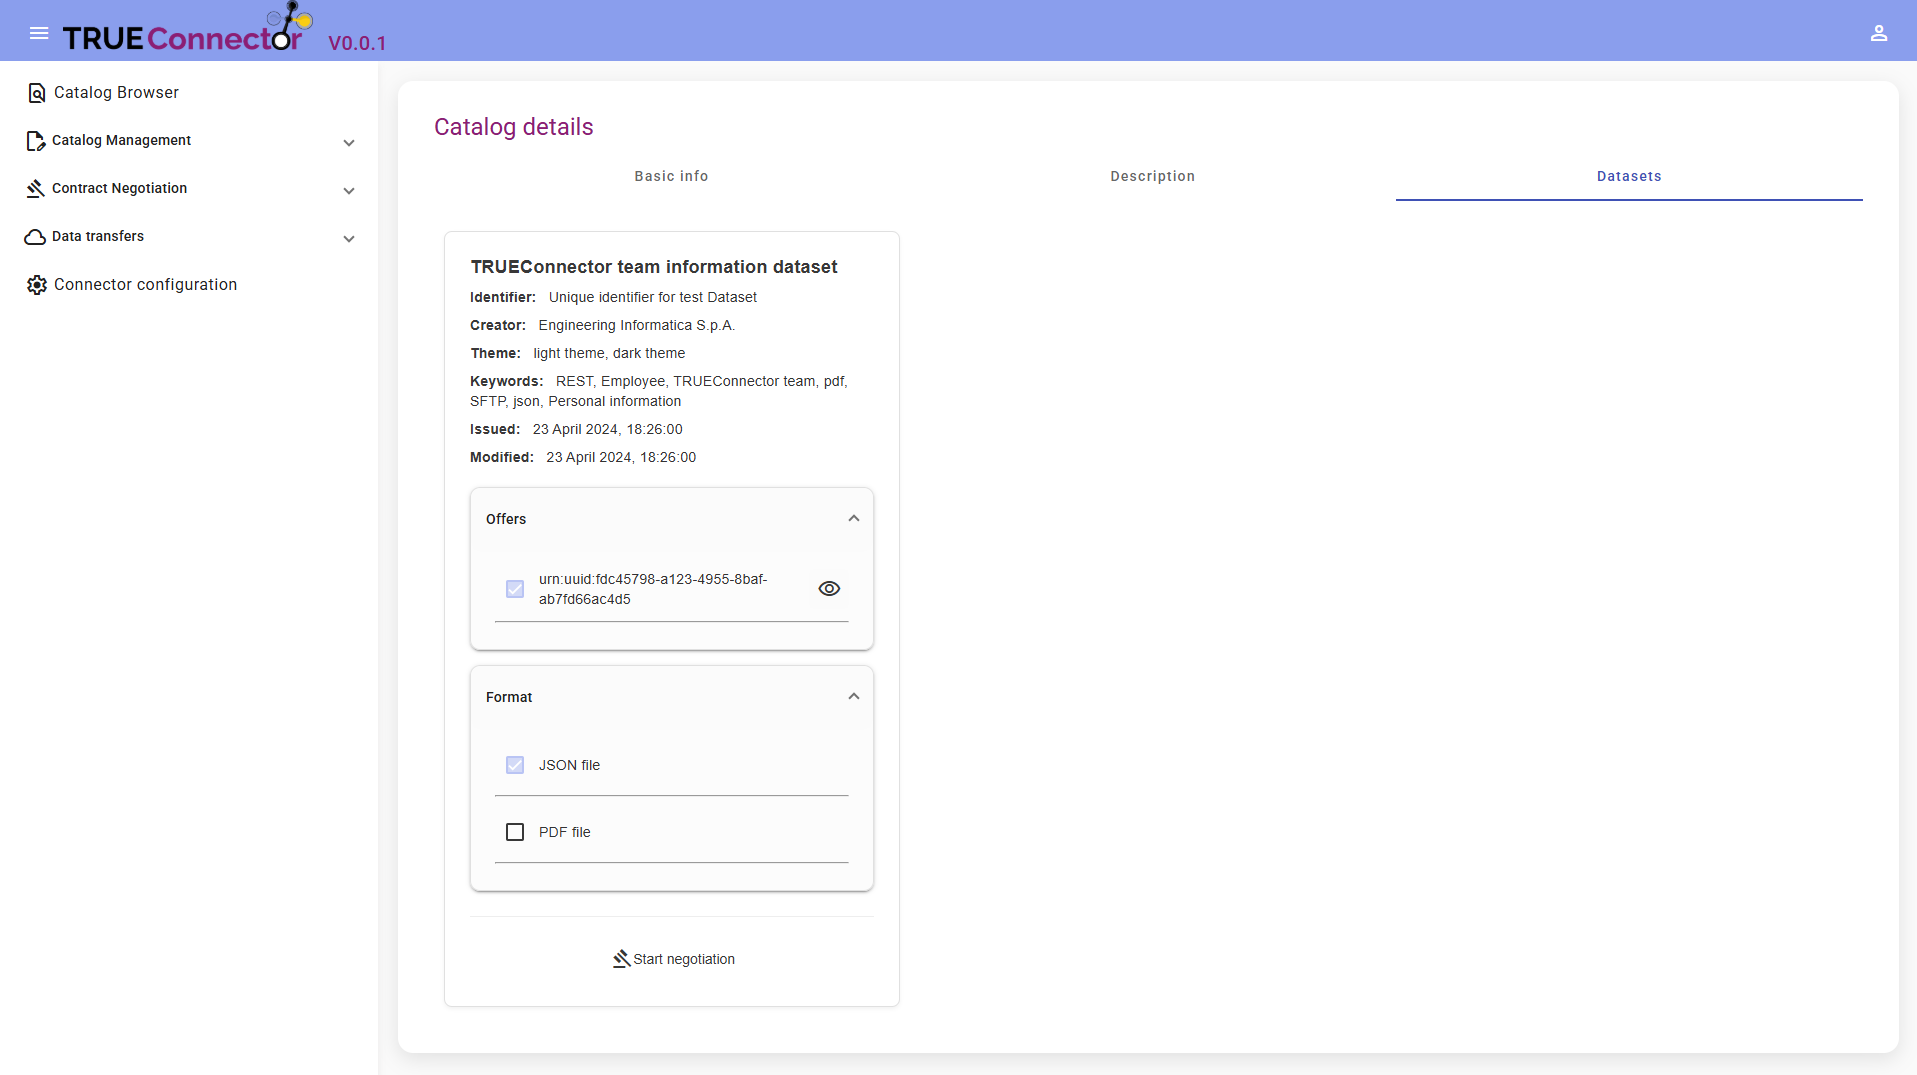 TRUEConnector V0.0.1
Catalog Browser
Catalog Management
Contract Negotiation
Data transfers
Connector configuration
Catalog details
Basic info
Description
Datasets
TRUEConnector team information dataset
Identifier: Unique identifier for test Dataset
Creator: Engineering Informatica S.p.A.
Theme: light theme, dark theme
Keywords: REST, Employee, TRUEConnector team, pdf,
SFTP, json, Personal information
Issued: 23 April 2024, 18:26:00
Modified: 23 April 2024, 18:26:00
Offers
urn:uuid:fdc45798-a123-4955-8baf-
ab7fd66ac4d5
Format
JSON file
PDF file
Start negotiation